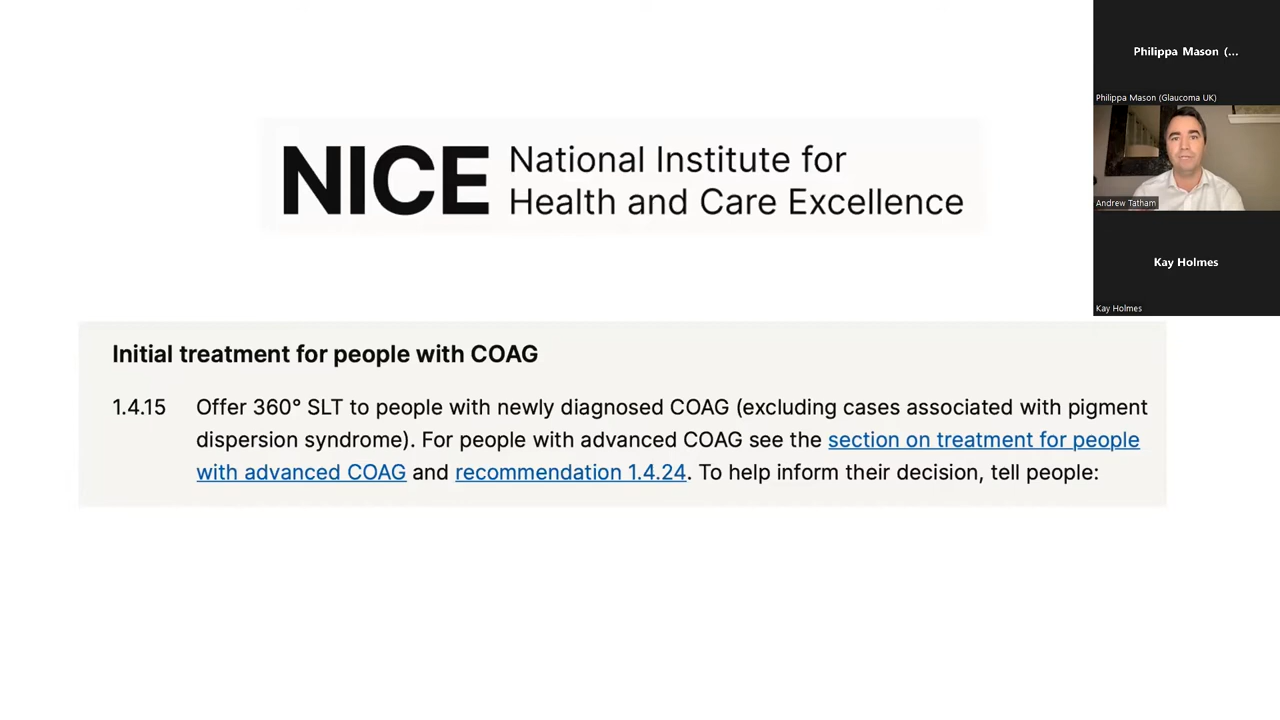 NICE National Institute for
Health and Care Excellence
Initial treatment for people with COAG
1.4.15 Offer 360° SLT to people with newly diagnosed COAG (excluding cases associated with pigment
dispersion syndrome). For people with advanced COAG see the section on treatment for people
with advanced COAG and recommendation 1.4.24. To help inform their decision, tell people:
Philippa Mason (...
Philippa Mason (Glaucoma UK)
Andrew Tatham
Kay Holmes
Kay Holmes